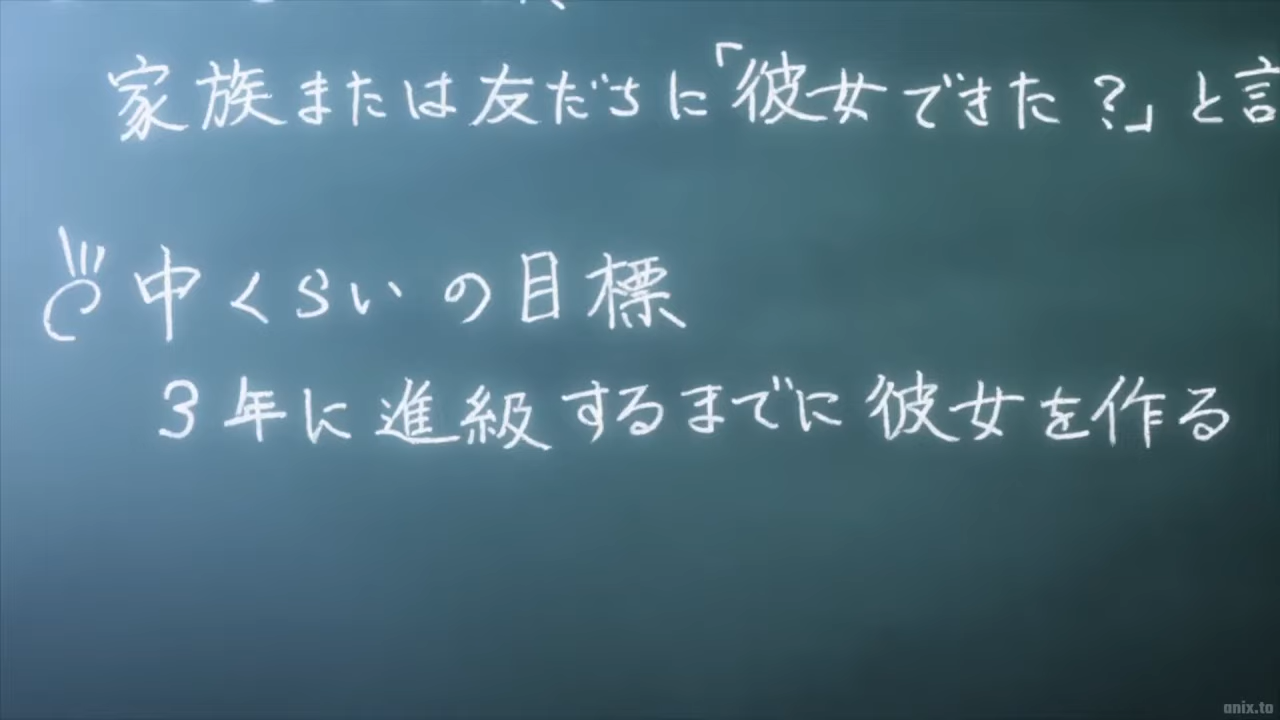 家族または友だちに「彼女できた？」と言
中くらいの目標
3年に進級するまでに彼女を作る
anix.to